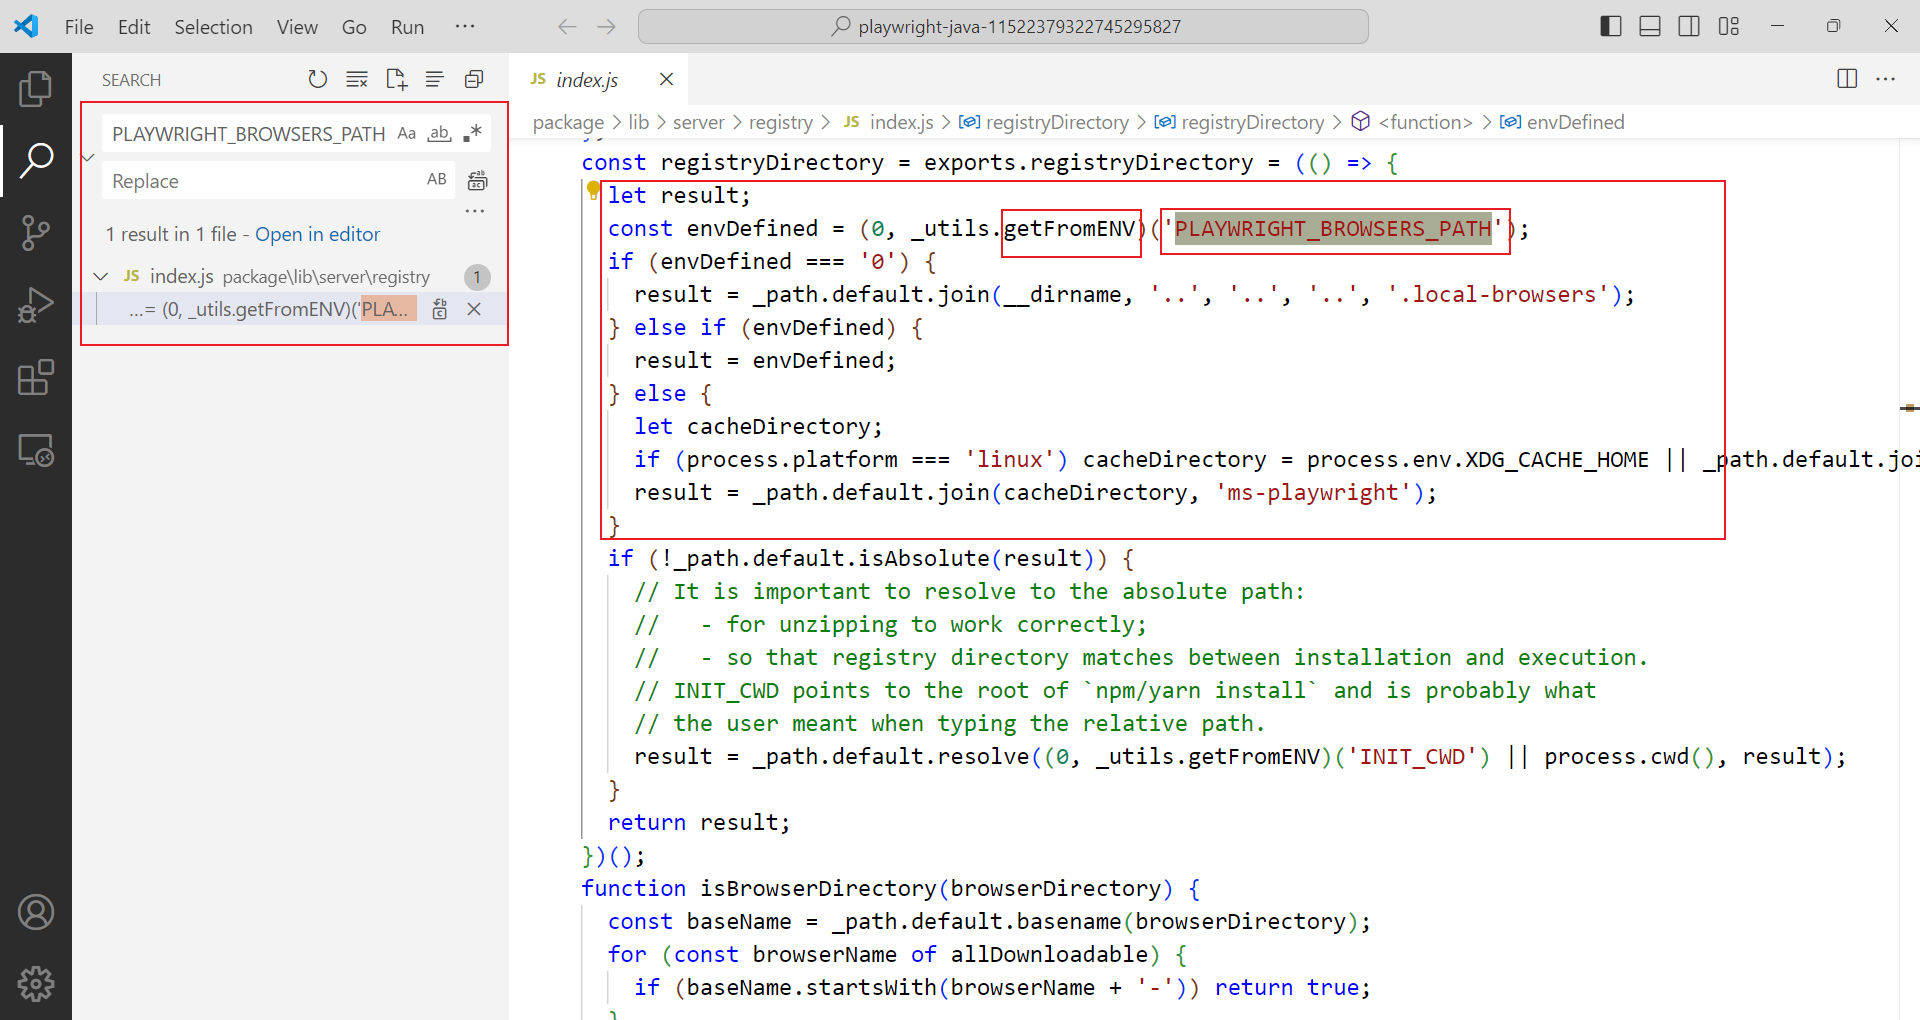 File Edit Selection View Go Run ···
playwright-java-11522379322745295827
SEARCH
PLAYWRIGHT_BROWSERS_PATH Aa ab .*
Replace AB
···
1 result in 1 file - Open in editor
JS index.js package\lib\server\registry 1
...= (0, _utils.getFromENV)('PLA...
JS index.js
package > lib > server > registry > JS index.js > registryDirectory > registryDirectory > <function> > envDefined
const registryDirectory = exports.registryDirectory = (() => {
let result;
const envDefined = (0, _utils.getFromENV)('PLAYWRIGHT_BROWSERS_PATH');
if (envDefined === '0') {
result = _path.default.join(__dirname, '..', '..', '..', '.local-browsers');
} else if (envDefined) {
result = envDefined;
} else {
let cacheDirectory;
if (process.platform === 'linux') cacheDirectory = process.env.XDG_CACHE_HOME || _path.default.joi
result = _path.default.join(cacheDirectory, 'ms-playwright');
}
if (!_path.default.isAbsolute(result)) {
// It is important to resolve to the absolute path:
//   - for unzipping to work correctly;
//   - so that registry directory matches between installation and execution.
// INIT_CWD points to the root of `npm/yarn install` and is probably what
// the user meant when typing the relative path.
result = _path.default.resolve((0, _utils.getFromENV)('INIT_CWD') || process.cwd(), result);
}
return result;
})();
function isBrowserDirectory(browserDirectory) {
const baseName = _path.default.basename(browserDirectory);
for (const browserName of allDownloadable) {
if (baseName.startsWith(browserName + '-')) return true;
}